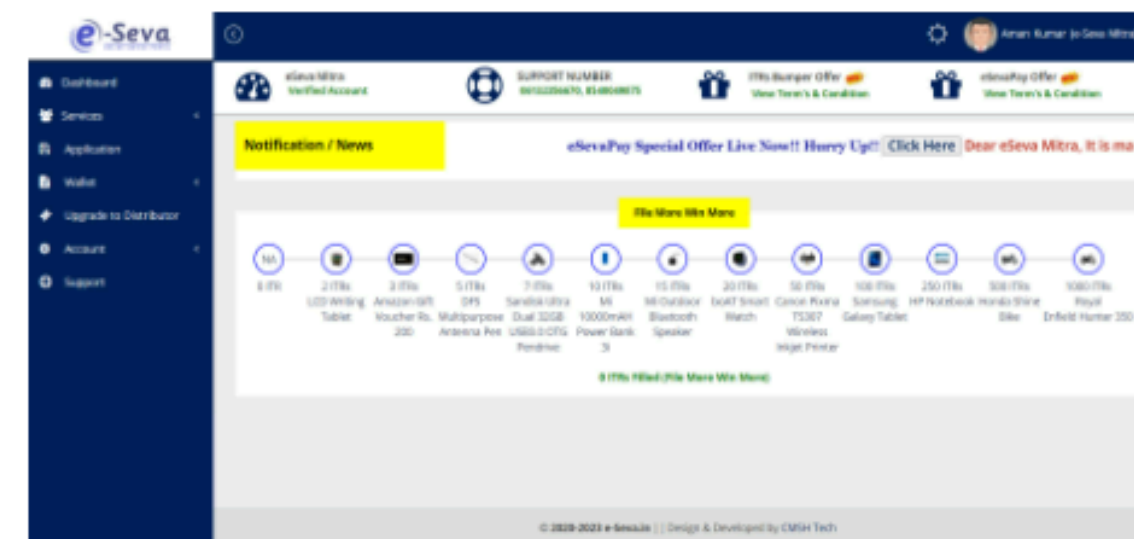 e-Seva
Aman Kumar (e-Seva Mitra
Dashboard
Services
Application
Wallet
Upgrade to Distributor
Account
Support
eSeva Mitra
Verified Account
SUPPORT NUMBER
ITRs Bumper Offer
View Term's & Condition
eSevaPay Offer
View Term's & Condition
Notification / News
eSevaPay Special Offer Live Now!! Hurry Up!! Click Here Dear eSeva Mitra, It is ma
File More Win More
NA
0 ITR
2 ITRs
LCD Writing
Tablet
3 ITRs
Amazon Gift
Voucher Rs.
200
5 ITRs
Multipurpose
Antenna Pen
7 ITRs
Sandisk Ultra
Dual 32GB
USB3.0 OTG
Pendrive
10 ITRs
Mi
10000mAH
Power Bank
3i
15 ITRs
Mi Outdoor
Bluetooth
Speaker
20 ITRs
boAT Smart
Watch
50 ITRs
Canon Pixma
TS307
Wireless
Inkjet Printer
100 ITRs
Samsung
Galaxy Tablet
250 ITRs
HP Notebook
500 ITRs
Honda Shine
Bike
1000 ITRs
Royal
Enfield Hunter 350
0 ITRs Filled (File More Win More)
© 2020-2023 e-Seva.in || Design & Developed by CMSH Tech